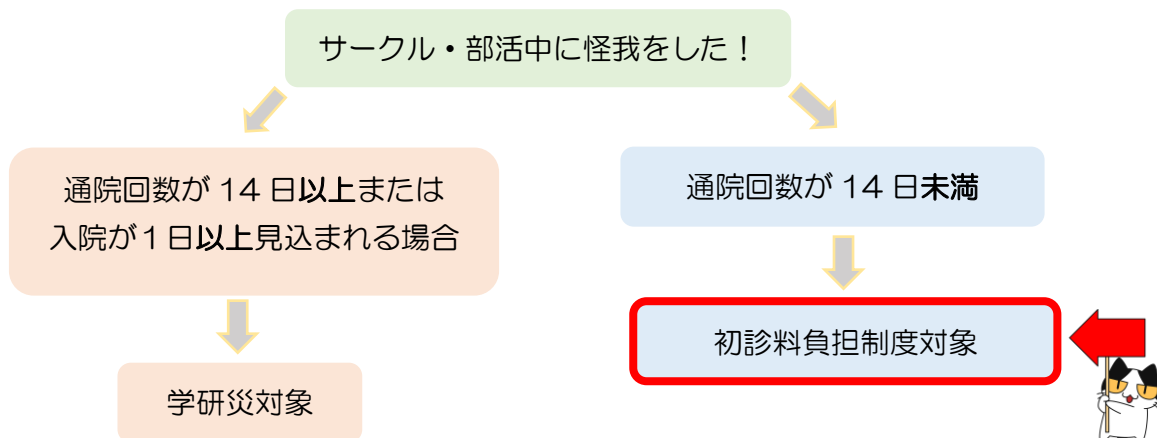 サークル・部活中に怪我をした！
通院回数が 14 日以上または
入院が１日以上見込まれる場合
通院回数が 14 日未満
初診料負担制度対象
学研災対象